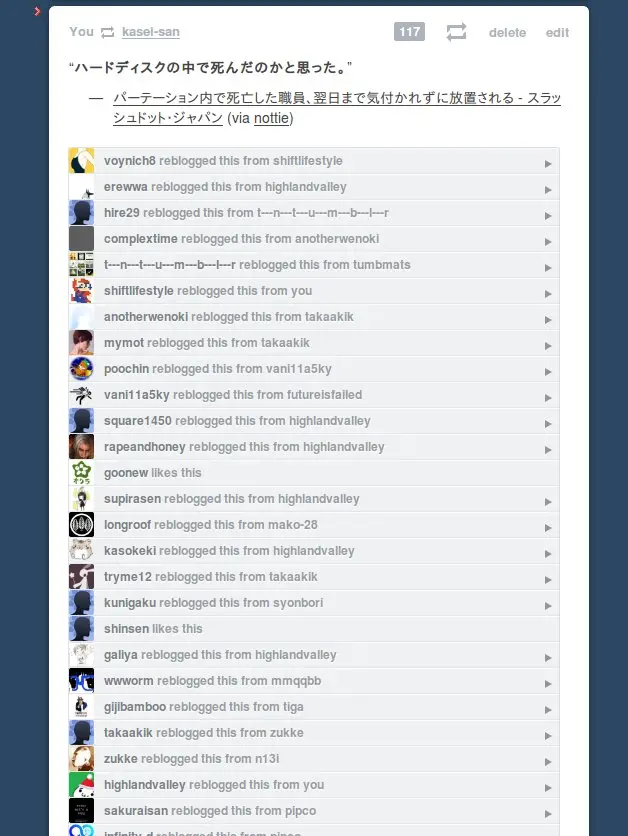 You kasei-san 117 delete edit
“ハードディスクの中で死んだのかと思った。”
— パーテーション内で死亡した職員、翌日まで気付かれずに放置される - スラッ
シュドット・ジャパン (via nottie)
voynich8 reblogged this from shiftlifestyle
erewwa reblogged this from highlandvalley
hire29 reblogged this from t---n---t---u---m---b---l---r
complextime reblogged this from anotherwenoki
t---n---t---u---m---b---l---r reblogged this from tumbmats
shiftlifestyle reblogged this from you
anotherwenoki reblogged this from takaakik
mymot reblogged this from takaakik
poochin reblogged this from vani11a5ky
vani11a5ky reblogged this from futureisfailed
square1450 reblogged this from highlandvalley
rapeandhoney reblogged this from highlandvalley
goonew likes this
supirasen reblogged this from highlandvalley
longroof reblogged this from mako-28
kasokeki reblogged this from highlandvalley
tryme12 reblogged this from takaakik
kunigaku reblogged this from syonbori
shinsen likes this
galiya reblogged this from highlandvalley
wwworm reblogged this from mmqqbb
gijibamboo reblogged this from tiga
takaakik reblogged this from zukke
zukke reblogged this from n13i
highlandvalley reblogged this from you
sakuraisan reblogged this from pipco
infinity-d reblogged this from pipco